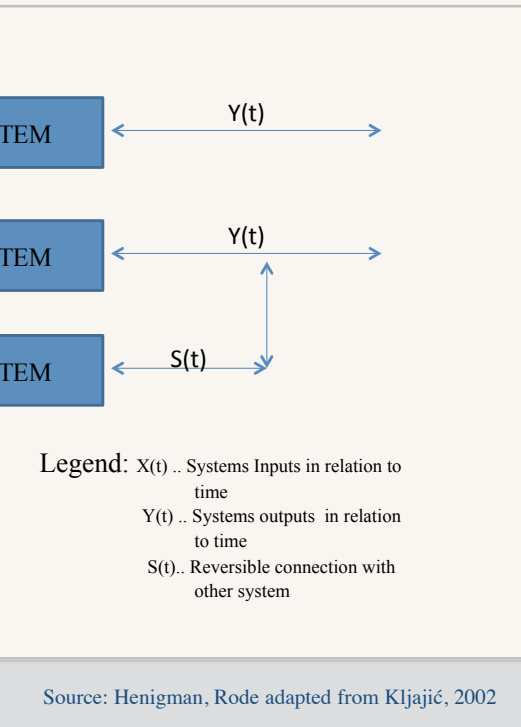 Y(t)
TEM
Y(t)
TEM
S(t)
TEM
Legend: X(t) .. Systems Inputs in relation to
time
Y(t) .. Systems outputs in relation
to time
S(t).. Reversible connection with
other system
Source: Henigman, Rode adapted from Kljajić, 2002